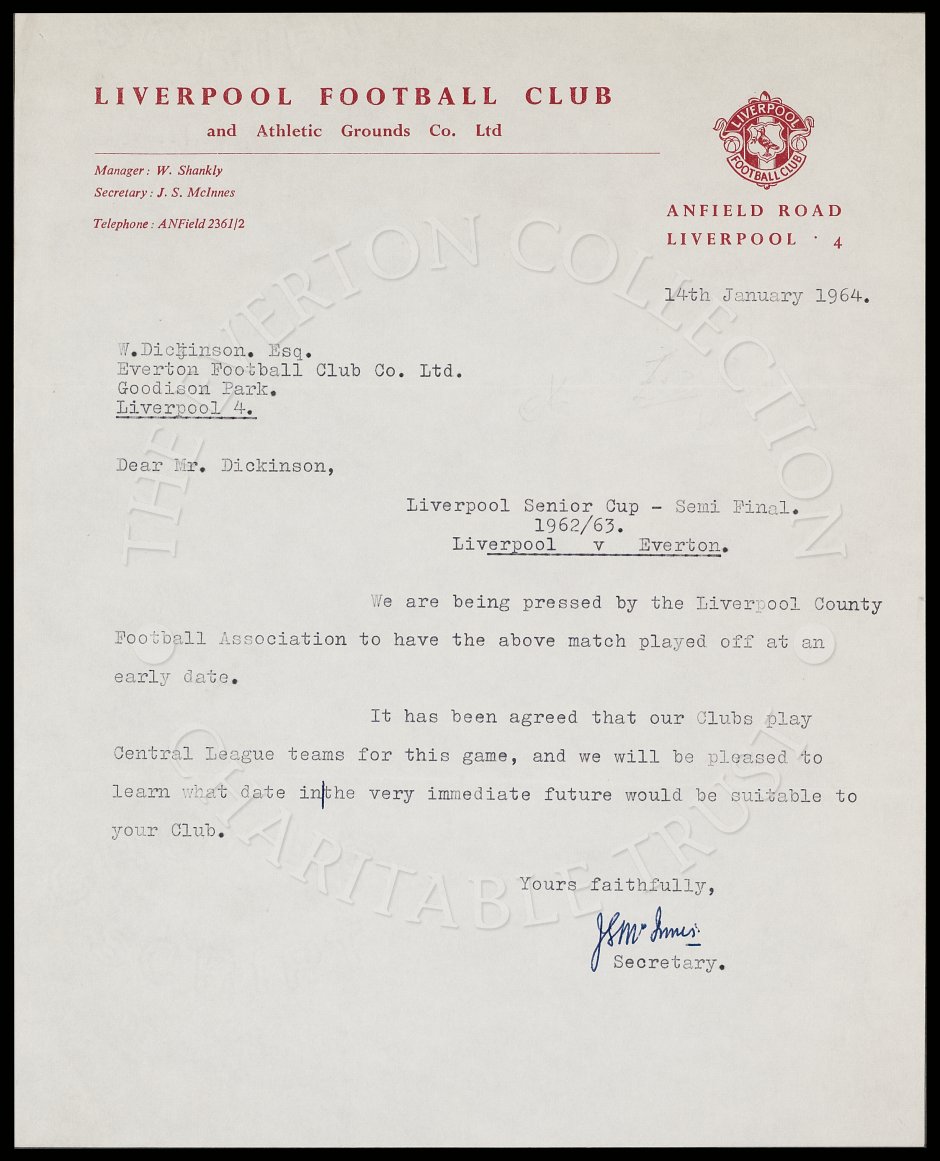 LIVERPOOL FOOTBALL CLUB
and Athletic Grounds Co. Ltd
Manager: W. Shankly
Secretary: J. S. McInnes
Telephone: ANField 2361/2
LIVERPOOL
FOOTBALL CLUB
ANFIELD ROAD
LIVERPOOL · 4
14th January 1964.
W.Dickinson. Esq.
Everton Football Club Co. Ltd.
Goodison Park.
Liverpool 4.
Dear Mr. Dickinson,
Liverpool Senior Cup - Semi Final.
1962/63.
Liverpool v Everton.
We are being pressed by the Liverpool County
Football Association to have the above match played off at an
early date.
It has been agreed that our Clubs play
Central League teams for this game, and we will be pleased to
learn what date in|the very immediate future would be suitable to
your Club.
Yours faithfully,
JSMcInnes.
Secretary.
THE EVERTON COLLECTION
• CHARITABLE TRUST •